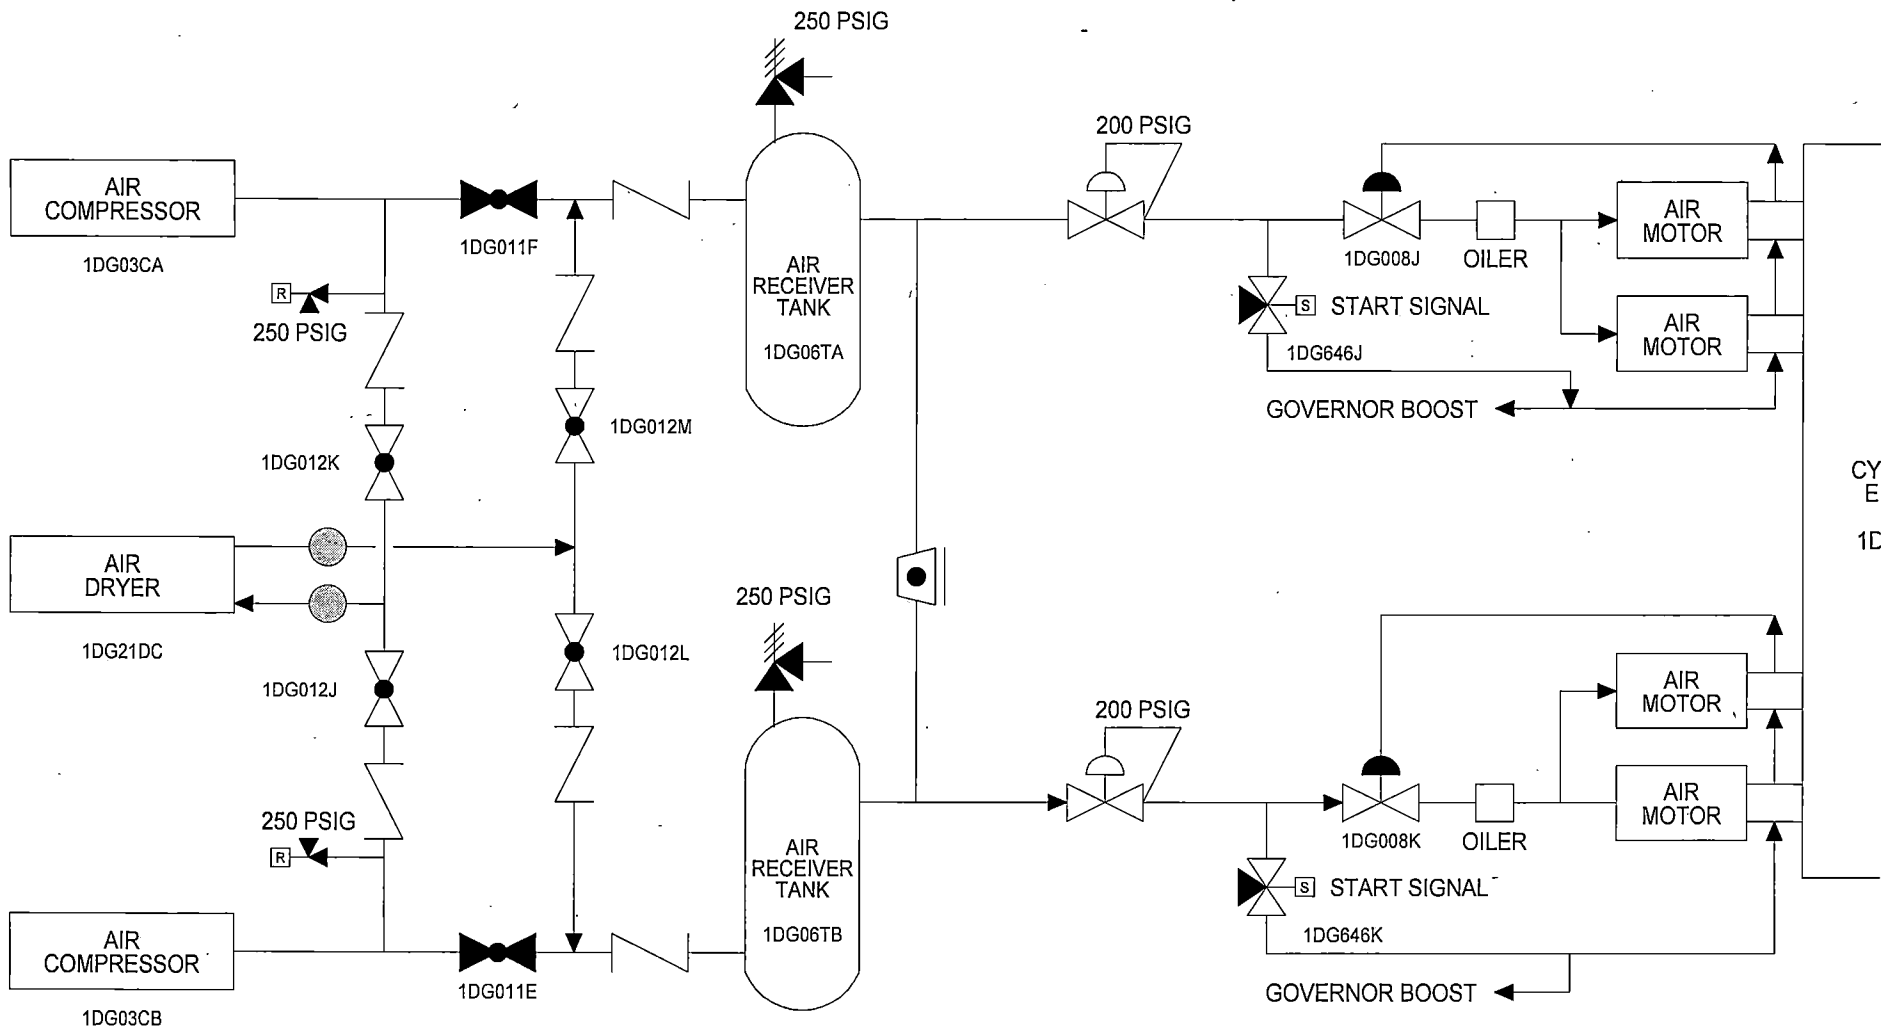 250 PSIG
200 PSIG
AIR
COMPRESSOR
1DG03CA
1DG011F
R
250 PSIG
AIR
RECEIVER
TANK
1DG06TA
1DG008J
OILER
AIR
MOTOR
S START SIGNAL
1DG646J
AIR
MOTOR
GOVERNOR BOOST
1DG012K
1DG012M
CY
E
1D
AIR
DRYER
1DG21DC
250 PSIG
1DG012J
1DG012L
200 PSIG
AIR
MOTOR
250 PSIG
R
AIR
RECEIVER
TANK
1DG06TB
1DG008K
OILER
AIR
MOTOR
S START SIGNAL
1DG646K
AIR
COMPRESSOR
1DG03CB
1DG011E
GOVERNOR BOOST